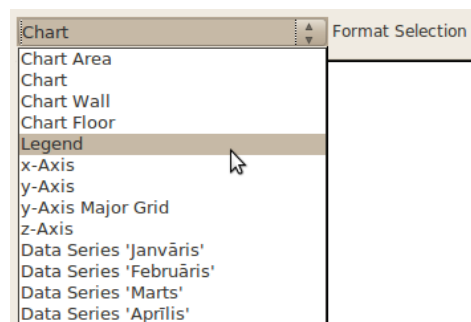 Chart Format Selection
Chart Area
Chart
Chart Wall
Chart Floor
Legend
x-Axis
y-Axis
y-Axis Major Grid
z-Axis
Data Series 'Janvāris'
Data Series 'Februāris'
Data Series 'Marts'
Data Series 'Aprīlis'